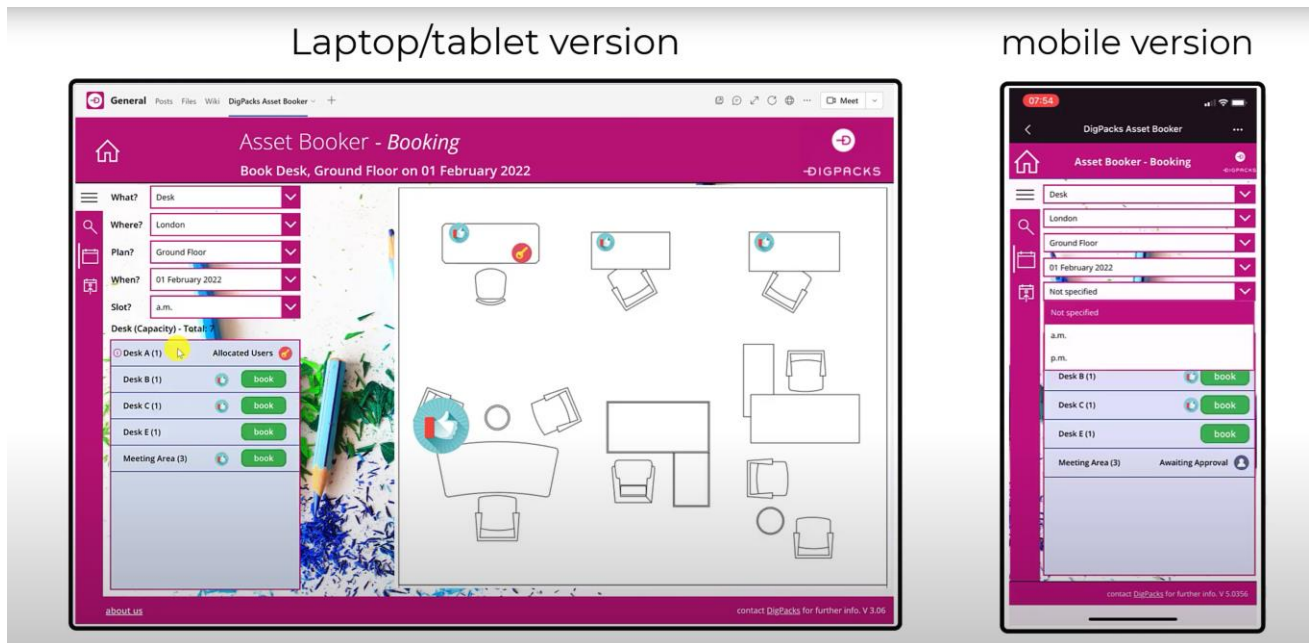 Laptop/tablet version
mobile version
General Posts Files Wiki DigPacks Asset Booker
Meet
Asset Booker - Booking
Book Desk, Ground Floor on 01 February 2022
DIGPACKS
What? Desk
Where? London
Plan? Ground Floor
When? 01 February 2022
Slot? a.m.
Desk (Capacity) - Total: 7
Desk A (1) Allocated Users
Desk B (1) book
Desk C (1) book
Desk E (1) book
Meeting Area (3) book
about us
contact DigPacks for further info. V 3.06
07:54
DigPacks Asset Booker
Asset Booker - Booking
DIGPACKS
Desk
London
Ground Floor
01 February 2022
Not specified
Not specified
a.m.
p.m.
Desk B (1) book
Desk C (1) book
Desk E (1) book
Meeting Area (3) Awaiting Approval
contact DigPacks for further info. V 5.0356